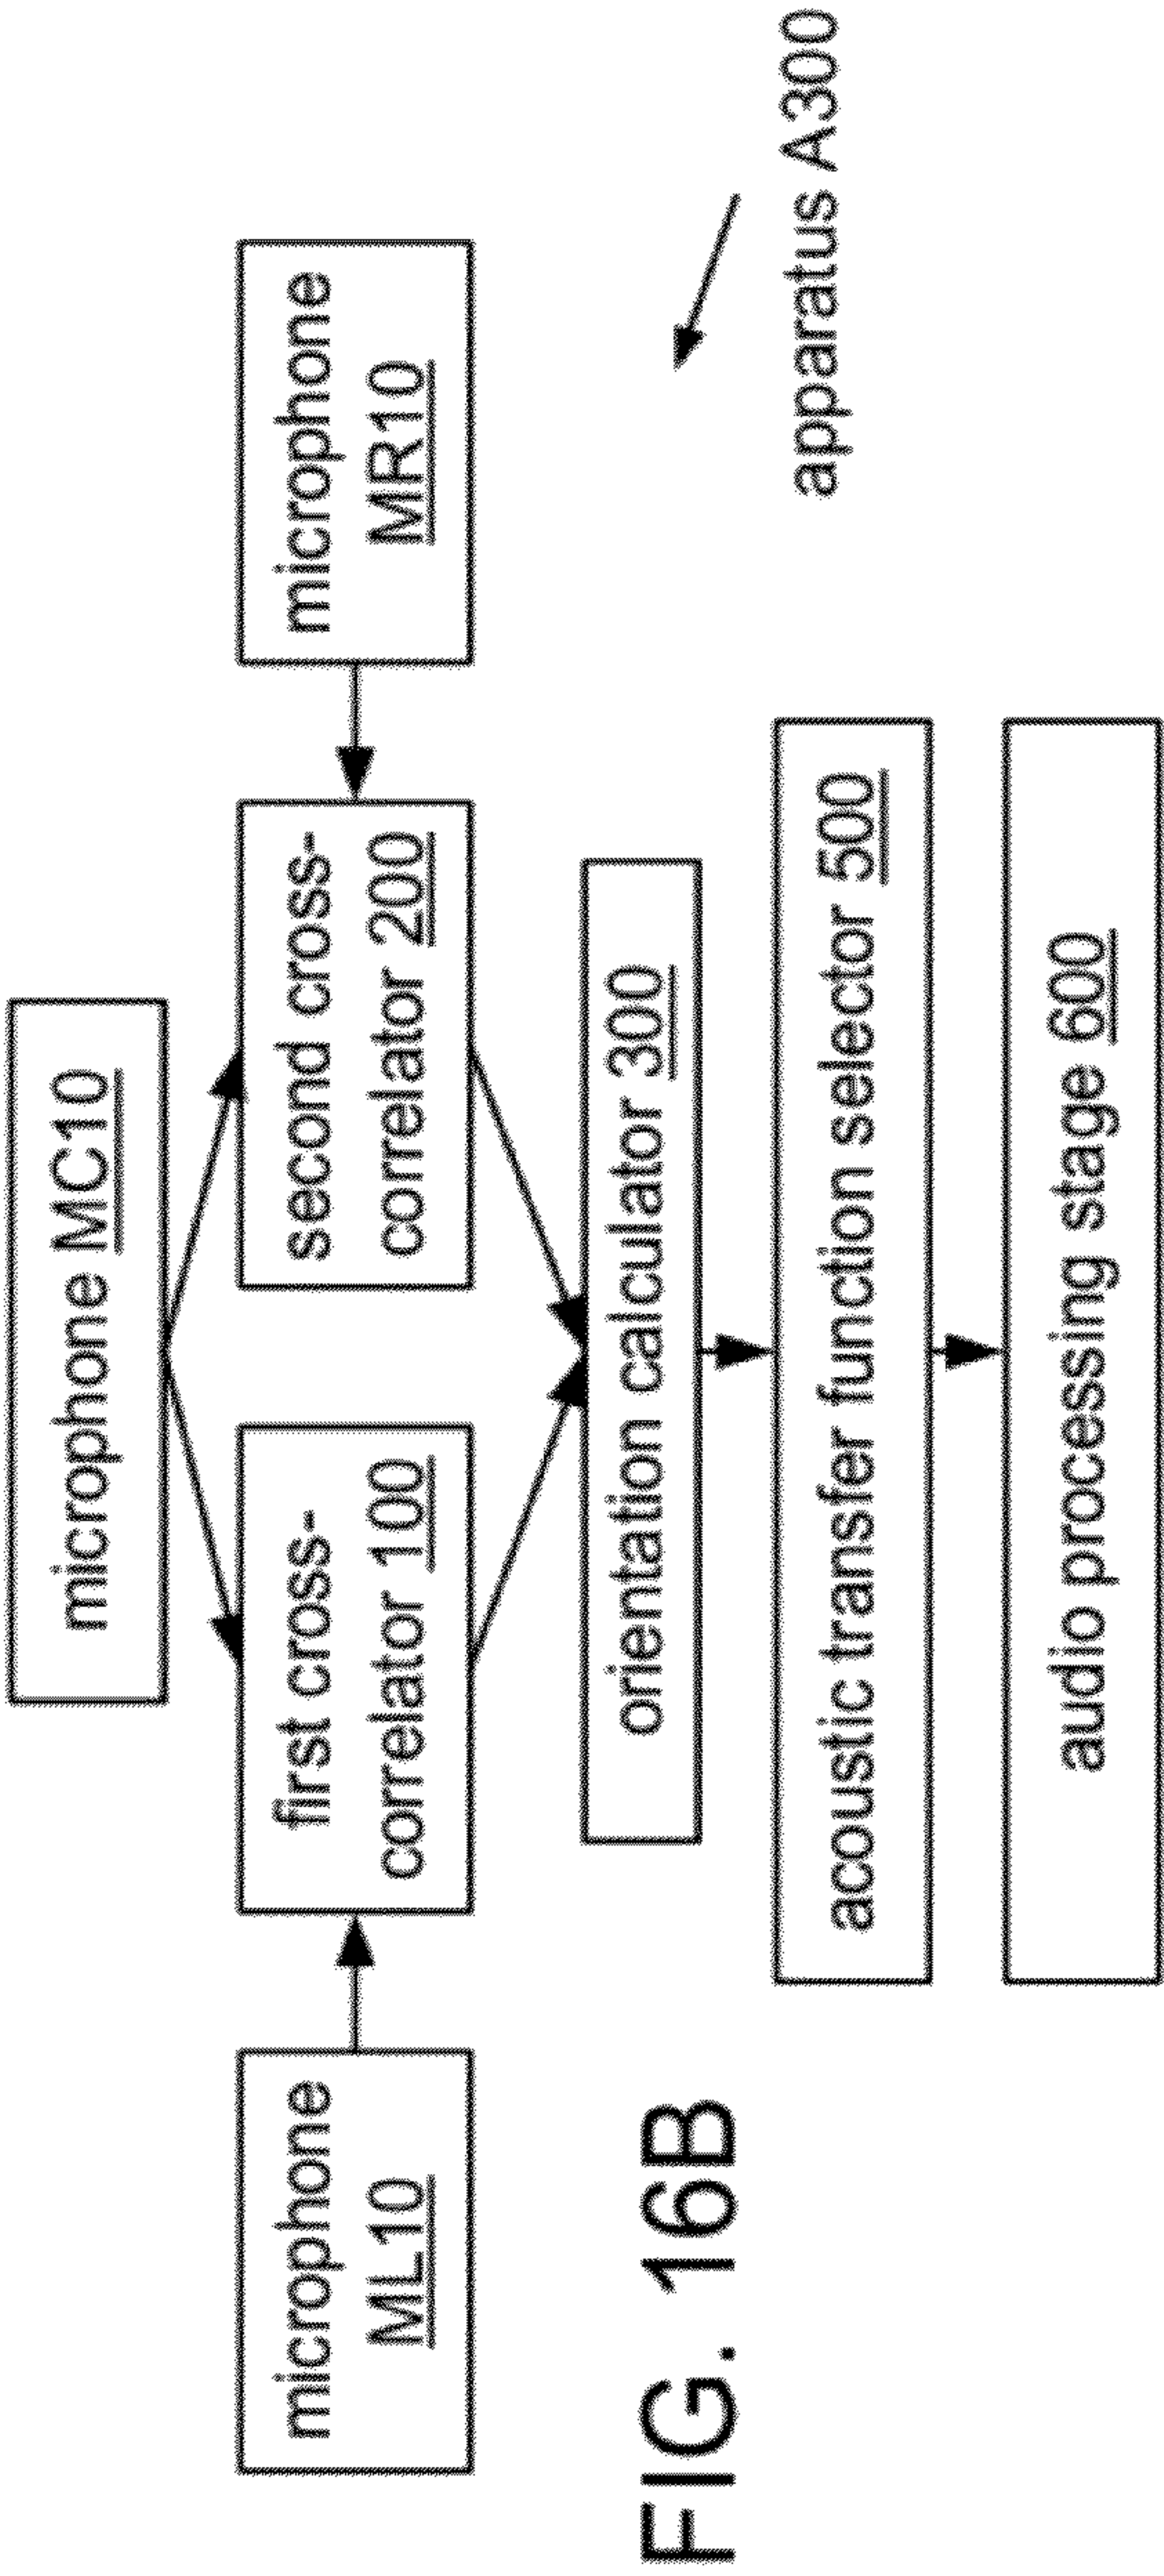 microphone MC10
microphone
ML10
first cross-
correlator 100
second cross-
correlator 200
microphone
MR10
orientation calculator 300
acoustic transfer function selector 500
audio processing stage 600
apparatus A300
FIG. 16B